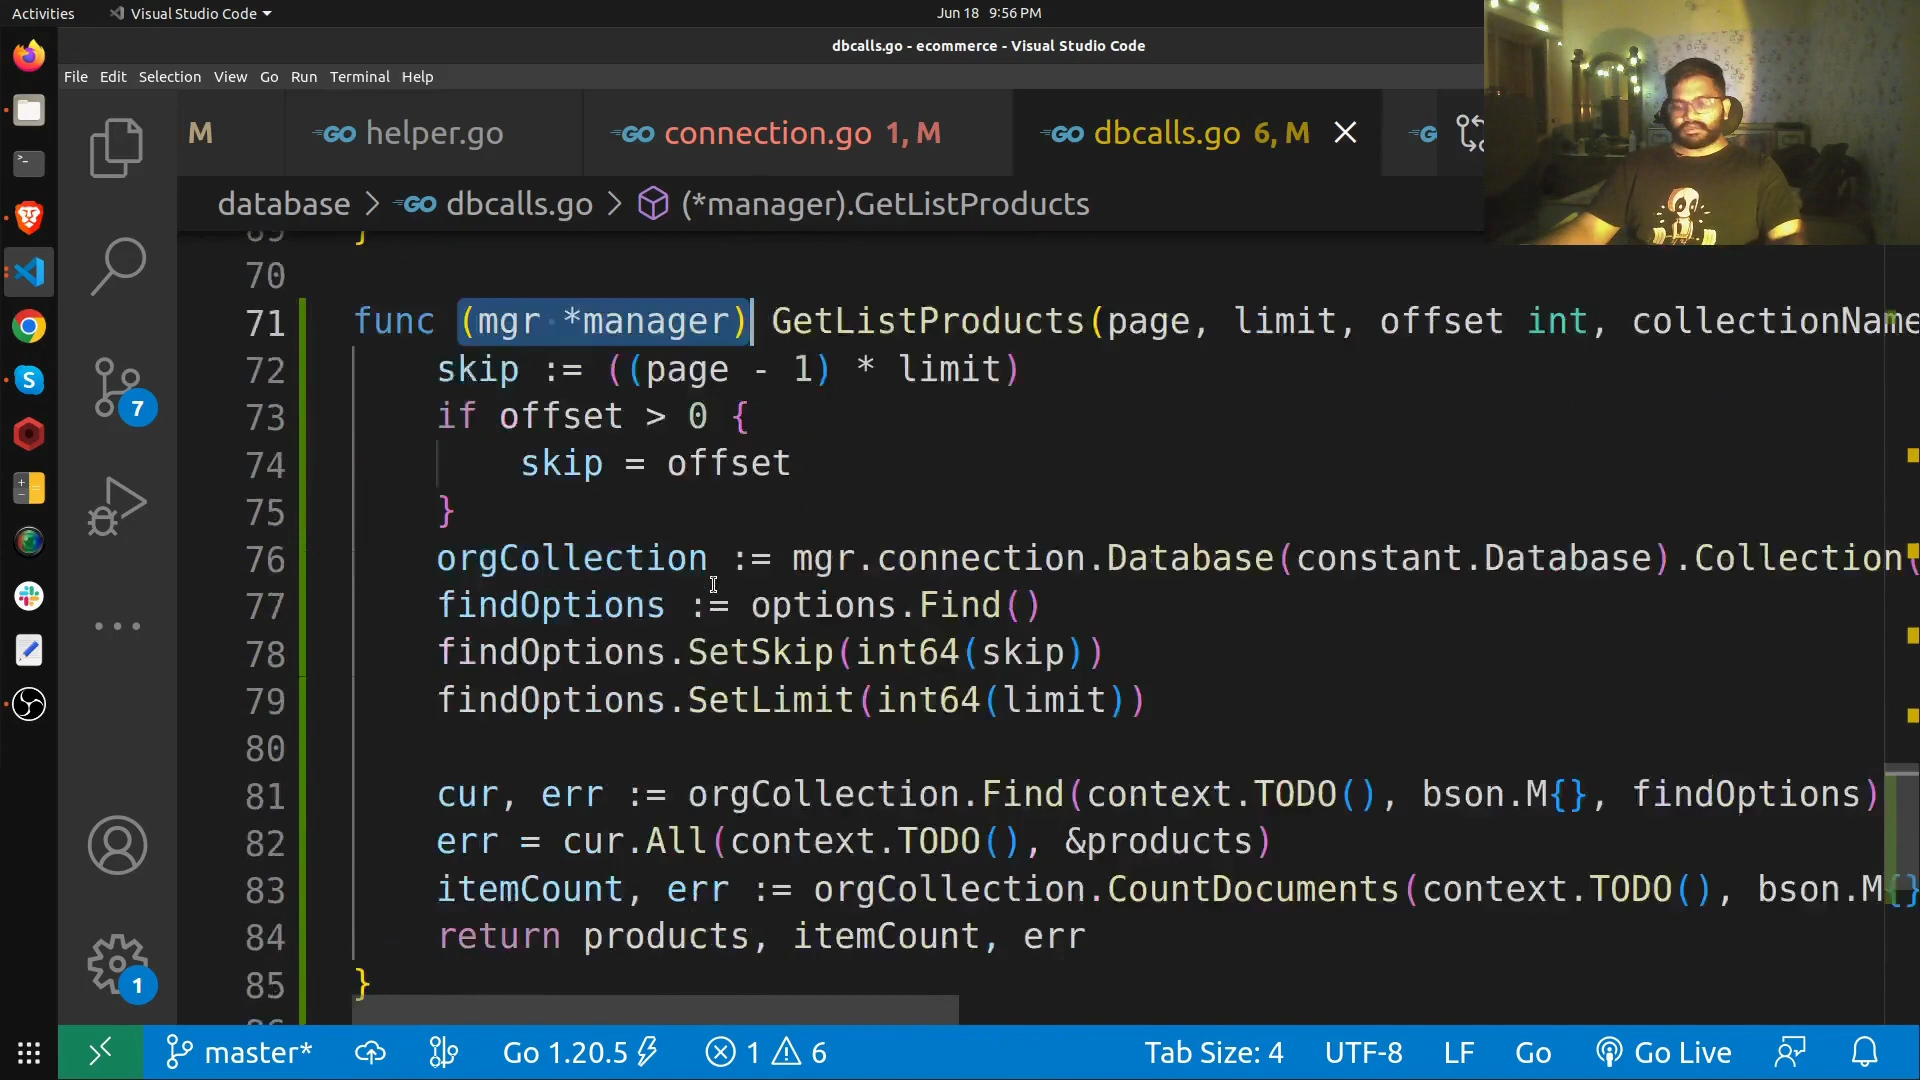 Activities
Visual Studio Code
Jun 18 9:56 PM
dbcalls.go - ecommerce - Visual Studio Code
File Edit Selection View Go Run Terminal Help
M
GO helper.go
GO connection.go 1, M
GO dbcalls.go 6, M
G
database > GO dbcalls.go > (*manager).GetListProducts
69 }
70
71 func (mgr *manager) GetListProducts(page, limit, offset int, collectionName
72 skip := ((page - 1) * limit)
73 if offset > 0 {
74 skip = offset
75 }
76 orgCollection := mgr.connection.Database(constant.Database).Collection(
77 findOptions := options.Find()
78 findOptions.SetSkip(int64(skip))
79 findOptions.SetLimit(int64(limit))
80
81 cur, err := orgCollection.Find(context.TODO(), bson.M{}, findOptions)
82 err = cur.All(context.TODO(), &products)
83 itemCount, err := orgCollection.CountDocuments(context.TODO(), bson.M{}
84 return products, itemCount, err
85 }
7
1
master* Go 1.20.5 1 6 Tab Size: 4 UTF-8 LF Go Go Live